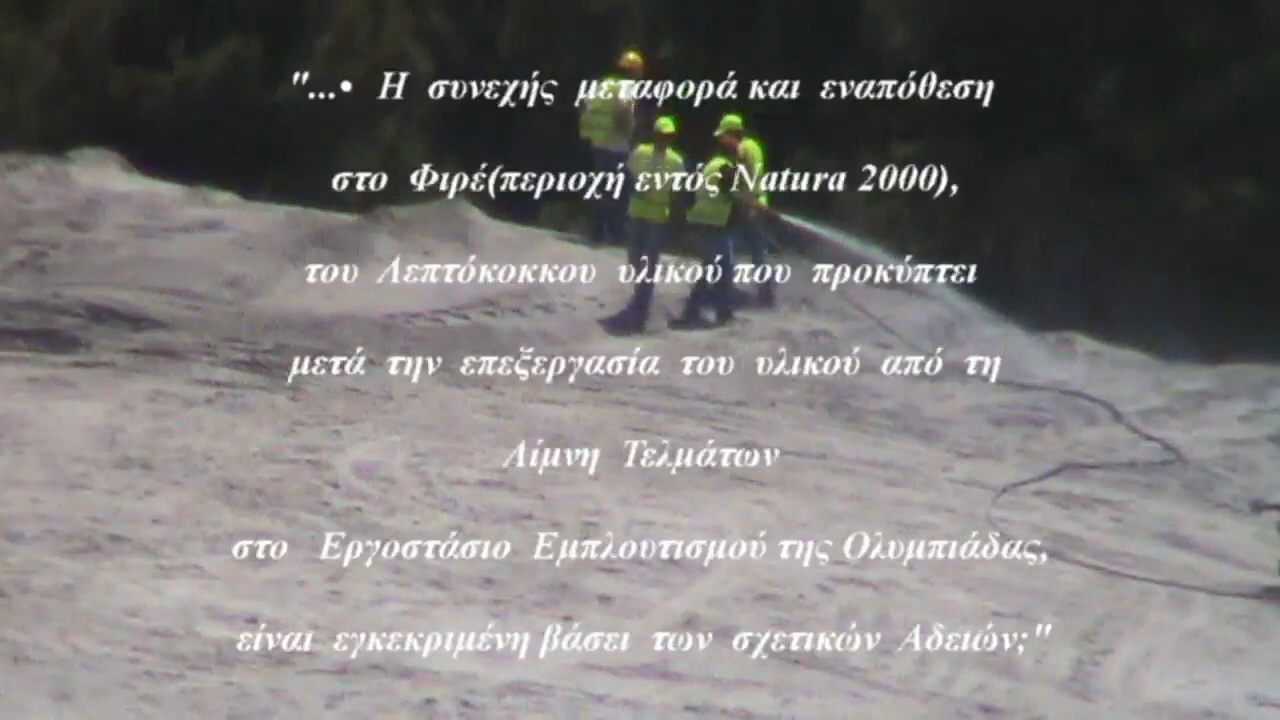 "...• Η συνεχής μεταφορά και εναπόθεση
στο Φιρέ(περιοχή εντός Natura 2000),
του Λεπτόκοκκου υλικού που προκύπτει
μετά την επεξεργασία του υλικού από τη
Λίμνη Τελμάτων
στο Εργοστάσιο Εμπλουτισμού της Ολυμπιάδας,
είναι εγκεκριμένη βάσει των σχετικών Αδειών;"